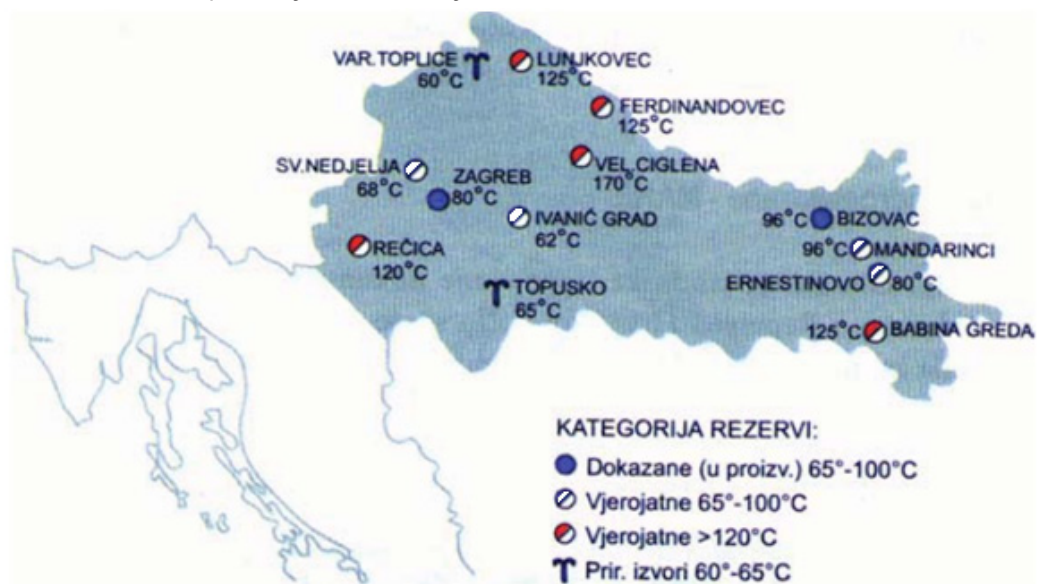 VAR.TOPLICE
60°C
LUNJKOVEC
125°C
FERDINANDOVEC
125°C
SV.NEDJELJA
68°C
ZAGREB
80°C
VEL.CIGLENA
170°C
IVANIĆ GRAD
62°C
96°C BIZOVAC
REČICA
120°C
96°C MANDARINCI
TOPUSKO
65°C
ERNESTINOVO 80°C
125°C BABINA GREDA
KATEGORIJA REZERVI:
Dokazane (u proizv.) 65°-100°C
Vjerojatne 65°-100°C
Vjerojatne >120°C
Prir. izvori 60°-65°C